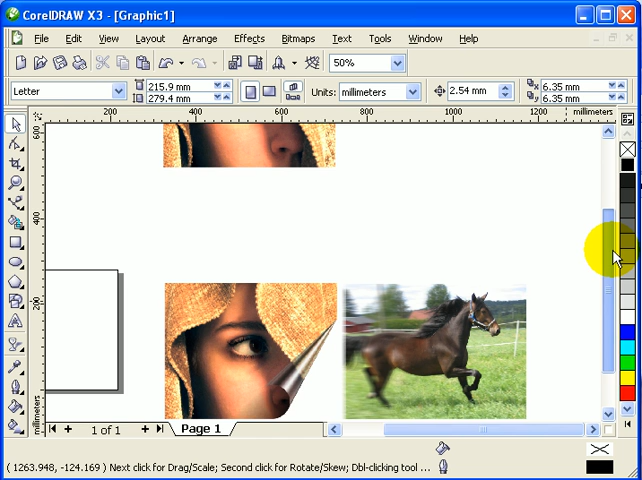 CorelDRAW X3 - [Graphic1]
File Edit View Layout Arrange Effects Bitmaps Text Tools Window Help
50%
Letter 215.9 mm 279.4 mm Units: millimeters 2.54 mm 6.35 mm 6.35 mm
200 400 600 800 1000 1200 millimeters
600
400
200
millimeters
1 of 1 Page 1
( 1263.948, -124.169 ) Next click for Drag/Scale; Second click for Rotate/Skew; Dbl-clicking tool ...